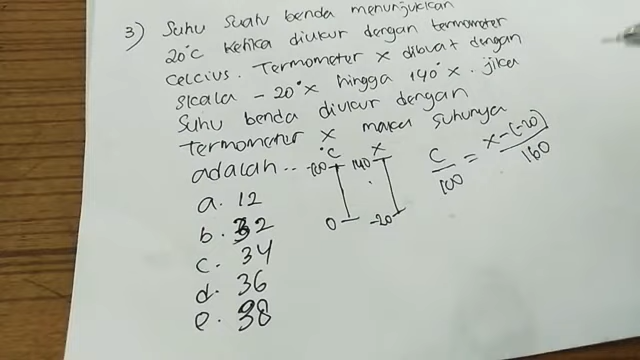 3) Suhu suatu benda menunjukkan
20°C ketika diukur dengan termometer
celcius. Termometer X dibuat dengan
skala -20°X hingga 140°X. jika
suhu benda diukur dengan
Termometer X maka suhunya
adalah..
°C X
100 140
0 -20
C/100 = X-(-20)/160
a. 12
b. 32
c. 34
d. 36
e. 38